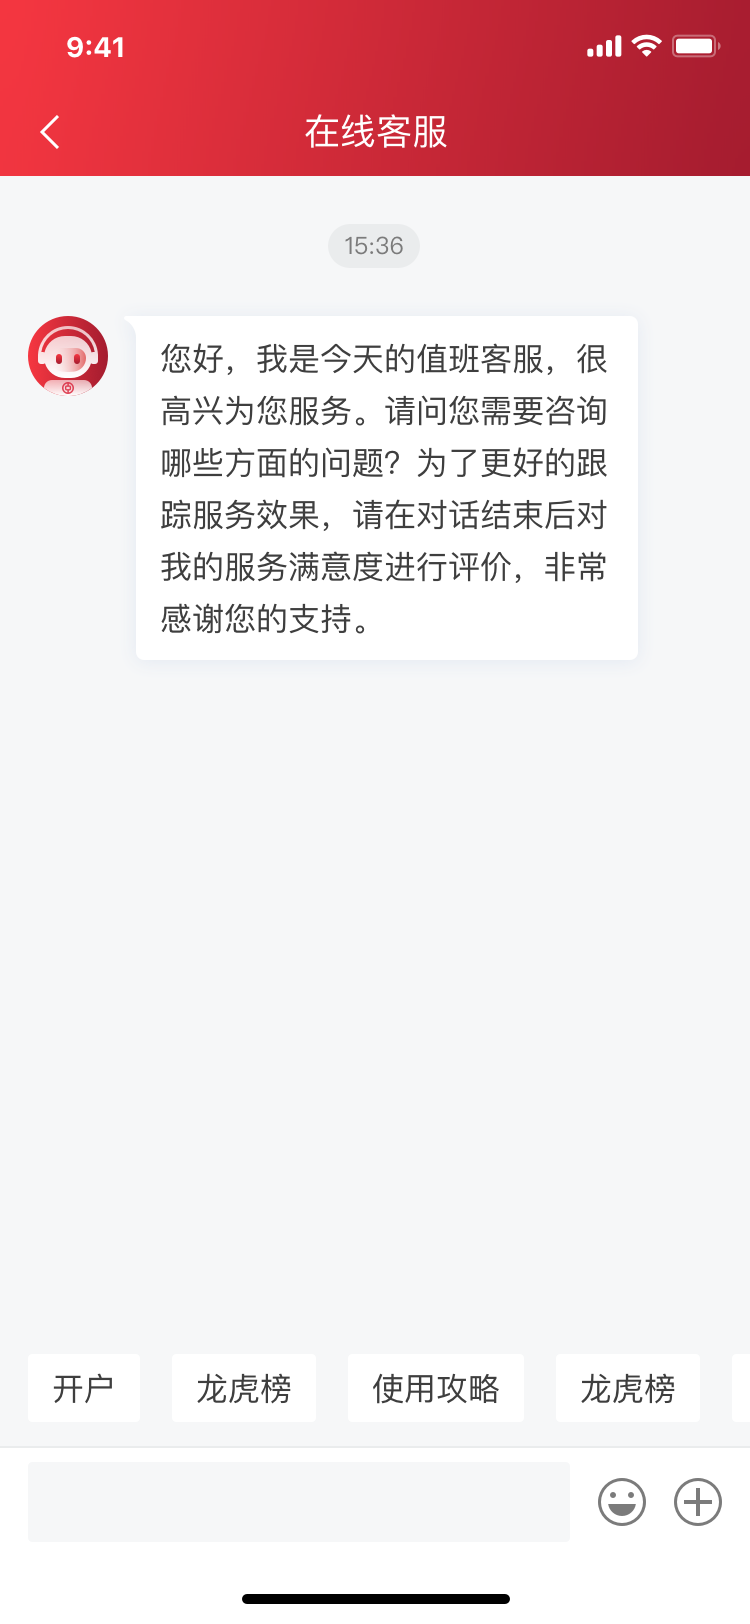 9:41
在线客服
15:36
您好，我是今天的值班客服，很
高兴为您服务。请问您需要咨询
哪些方面的问题？为了更好的跟
踪服务效果，请在对话结束后对
我的服务满意度进行评价，非常
感谢您的支持。
开户
龙虎榜
使用攻略
龙虎榜